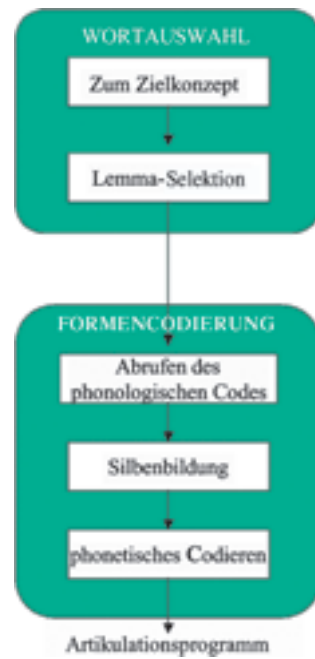 WORTAUSWAHL
Zum Zielkonzept
Lemma-Selektion
FORMENCODIERUNG
Abrufen des
phonologischen Codes
Silbenbildung
phonetisches Codieren
Artikulationsprogramm